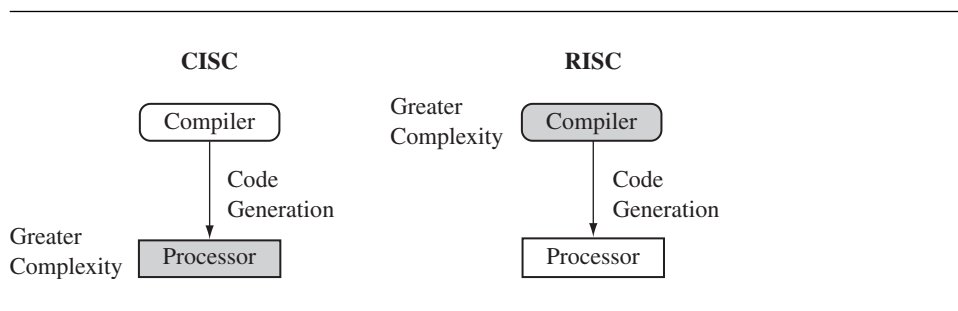 CISC
Compiler
Code
Generation
Greater
Complexity
Processor
RISC
Greater
Complexity
Compiler
Code
Generation
Processor